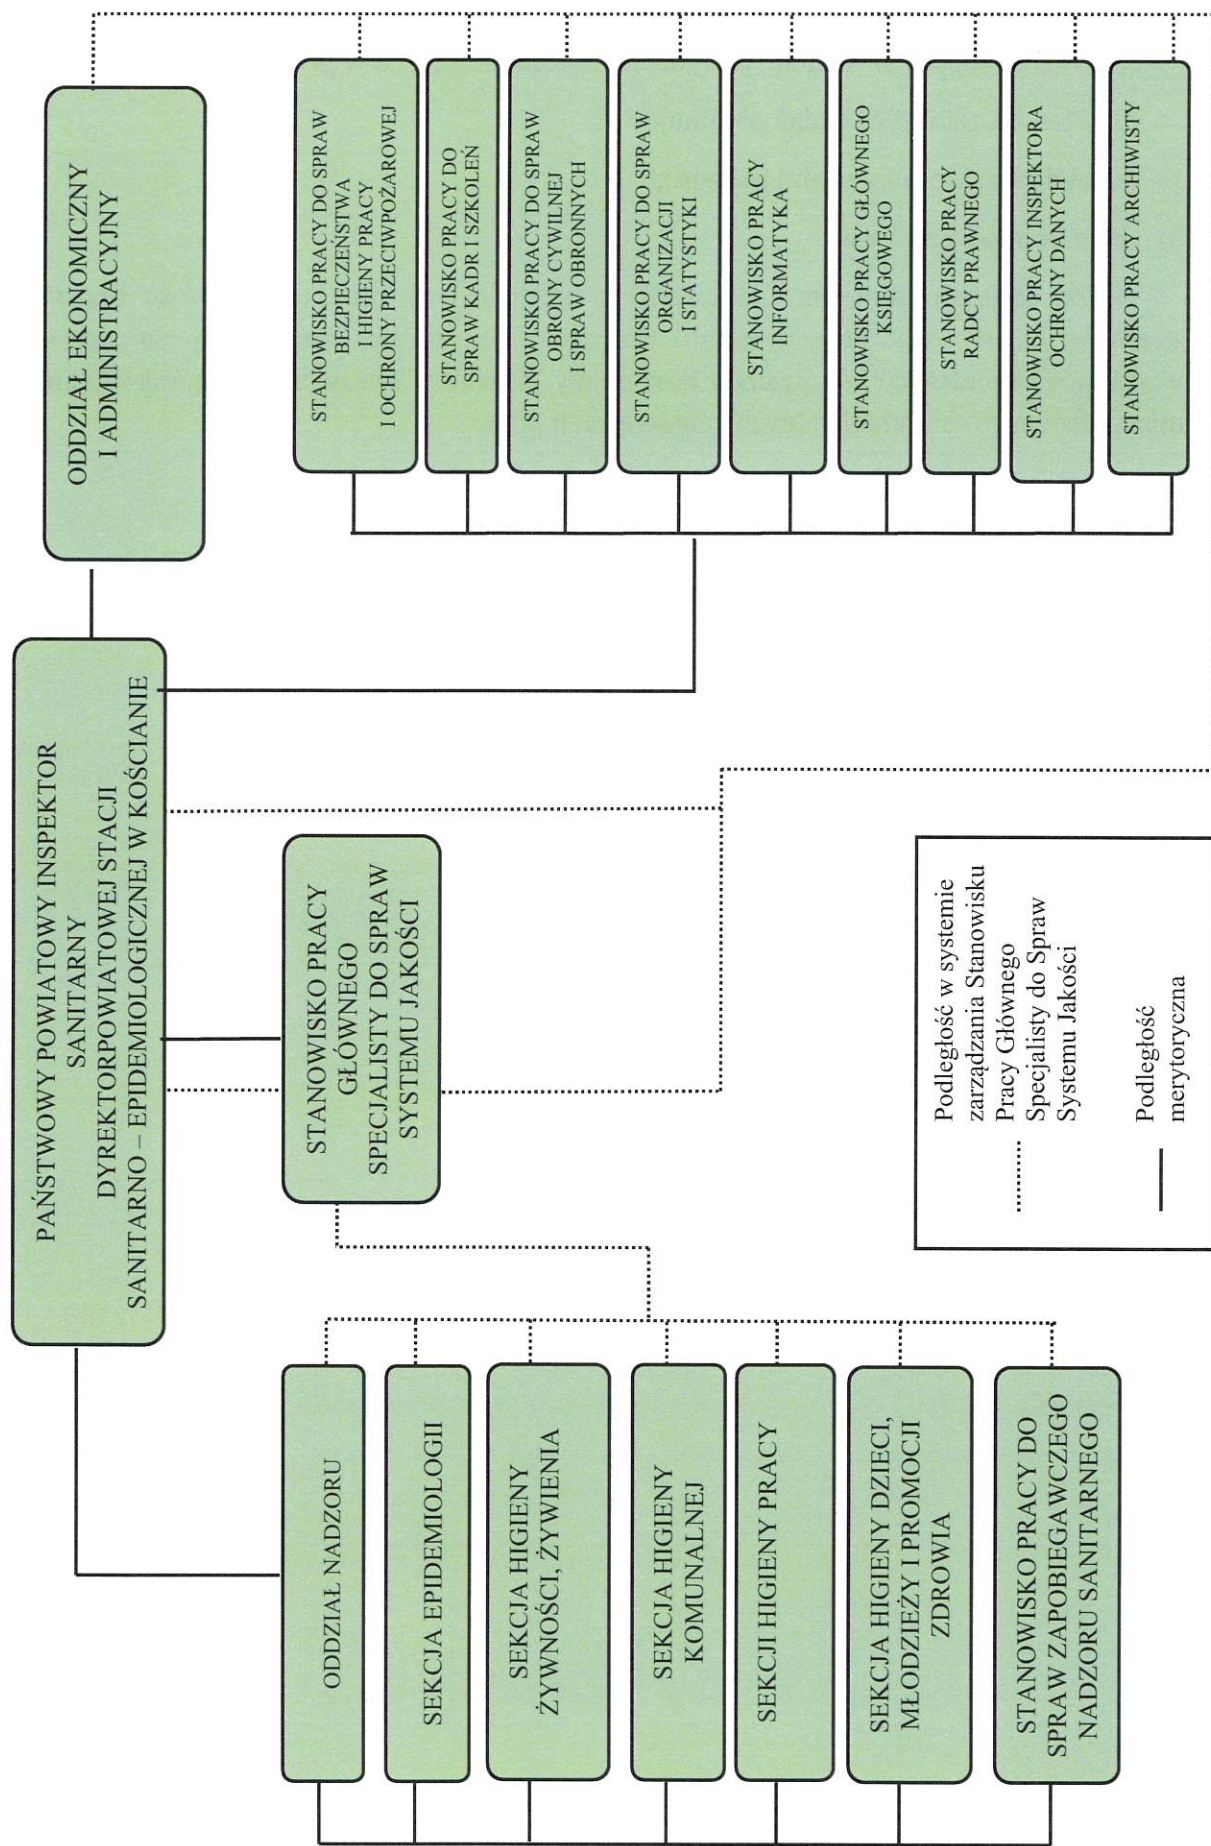 PAŃSTWOWY POWIATOWY INSPEKTOR
SANITARNY
DYREKTORPOWIATOWEJ STACJI
SANITARNO – EPIDEMIOLOGICZNEJ W KOŚCIANIE
ODDZIAŁ EKONOMICZNY
I ADMINISTRACYJNY
STANOWISKO PRACY
GŁÓWNEGO
SPECJALISTY DO SPRAW
SYSTEMU JAKOŚCI
ODDZIAŁ NADZORU
SEKCJA EPIDEMIOLOGII
SEKCJA HIGIENY
ŻYWNOŚCI, ŻYWIENIA
SEKCJA HIGIENY
KOMUNALNEJ
SEKCJI HIGIENY PRACY
SEKCJA HIGIENY DZIECI,
MŁODZIEŻY I PROMOCJI
ZDROWIA
STANOWISKO PRACY DO
SPRAW ZAPOBIEGAWCZEGO
NADZORU SANITARNEGO
STANOWISKO PRACY DO SPRAW
BEZPIECZEŃSTWA
I HIGIENY PRACY
I OCHRONY PRZECIWPOŻAROWEJ
STANOWISKO PRACY DO
SPRAW KADR I SZKOLEŃ
STANOWISKO PRACY DO SPRAW
OBRONY CYWILNEJ
I SPRAW OBRONNYCH
STANOWISKO PRACY DO SPRAW
ORGANIZACJI
I STATYSTYKI
STANOWISKO PRACY
INFORMATYKA
STANOWISKO PRACY GŁÓWNEGO
KSIĘGOWEGO
STANOWISKO PRACY
RADCY PRAWNEGO
STANOWISKO PRACY INSPEKTORA
OCHRONY DANYCH
STANOWISKO PRACY ARCHIWISTY
Podległość w systemie
zarządzania Stanowisku
Pracy Głównego
Specjalisty do Spraw
Systemu Jakości
Podległość
merytoryczna